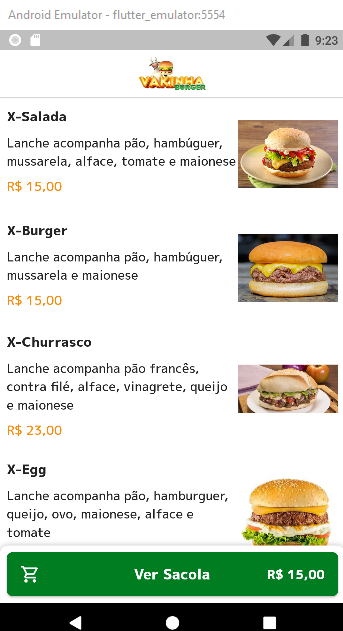 Android Emulator - flutter_emulator:5554
9:23
VAKINHA
BURGER
X-Salada
Lanche acompanha pão, hambúguer,
mussarela, alface, tomate e maionese
R$ 15,00
X-Burger
Lanche acompanha pão, hambúguer,
mussarela e maionese
R$ 15,00
X-Churrasco
Lanche acompanha pão francês,
contra filé, alface, vinagrete, queijo
e maionese
R$ 23,00
X-Egg
Lanche acompanha pão, hamburguer,
queijo, ovo, maionese, alface e
tomate
Ver Sacola R$ 15,00